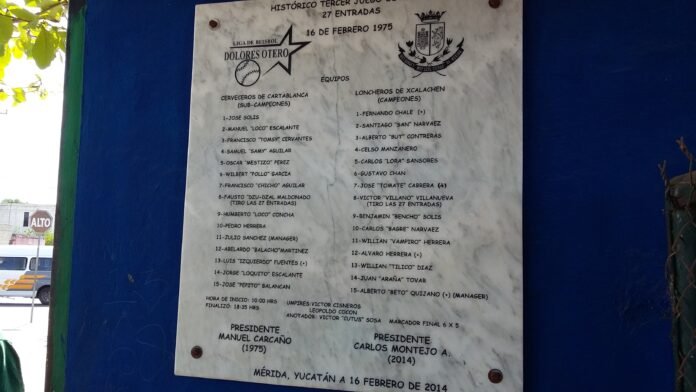 HISTÓRICO TERCER JUEGO DE
27 ENTRADAS
16 DE FEBRERO 1975
LIGA DE BEISBOL
DOLORES OTERO
EQUIPOS
CERVECEROS DE CARTABLANCA
(SUB-CAMPEONES)
1-JOSE SOLIS
2-MANUEL "LOCO" ESCALANTE
3-FRANCISCO "TOMSY" CERVANTES
4-SAMUEL "SAMY" AGUILAR
5-OSCAR "MESTIZO" PEREZ
6-WILBERT "POLLO" GARCIA
7-FRANCISCO "CHICHO" AGUILAR
8-FAUSTO "DZU-DZAL" MALDONADO
(TIRO LAS 27 ENTRADAS)
9-HUMBERTO "LOCO" CONCHA
10-PEDRO HERRERA
11-JULIO SANCHEZ (MANAGER)
12-ABELARDO "BALACHO" MARTINEZ
13-LUIS "IZQUIERDO" FUENTES (+)
14-JORGE "LOQUITO" ESCALANTE
15-JOSE "PEPITO" BALANCAN
LONCHEROS DE XCALACHEN
(CAMPEONES)
1-FERNANDO CHALE (+)
2-SANTIAGO "SAN" NARVAEZ
3-ALBERTO "BUY" CONTRERAS
4-CELSO MANZANERO
5-CARLOS "LORA" SANSORES
6-GUSTAVO CHAN
7-JOSE "TOMATE" CABRERA (+)
8-VICTOR "VILLANO" VILLANUEVA
(TIRO LAS 27 ENTRADAS)
9-BENJAMIN "BENCHO" SOLIS
10-CARLOS "BAGRE" NARVAEZ
11-WILLIAN "VAMPIRO" HERRERA
12-ALVARO HERRERA (+)
13-WILLIAN "TILICO" DIAZ
14-JUAN "ARAÑA" TOVAR
15-ALBERTO "BETO" QUIJANO (+) (MANAGER)
HORA DE INICIO: 10:00 HRS
FINALIZÓ: 18:35 HRS
UMPIRES: VICTOR CISNEROS
LEOPOLDO COCON
ANOTADOR: VICTOR "CUTUS" SOSA MARCADOR FINAL 6 X 5
PRESIDENTE
MANUEL CARCAÑO
(1975)
PRESIDENTE
CARLOS MONTEJO A.
(2014)
MÉRIDA, YUCATÁN A 16 FEBRERO DE 2014
ALTO